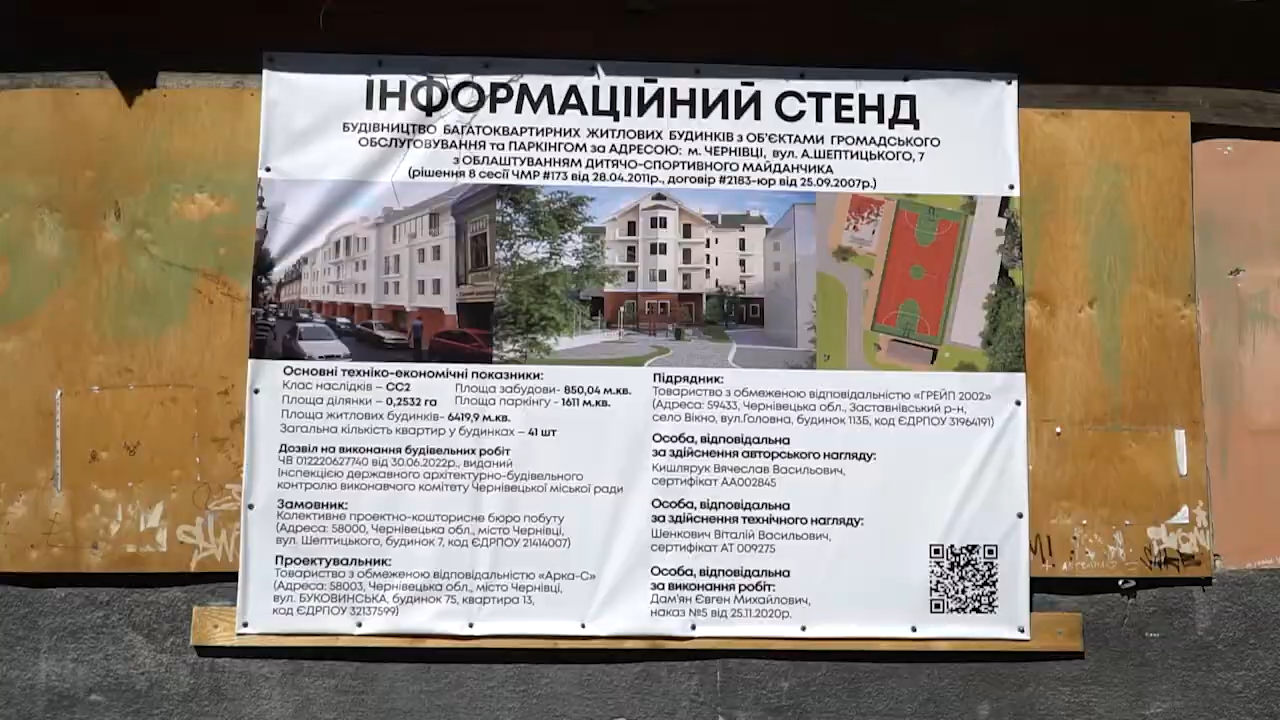 ІНФОРМАЦІЙНИЙ СТЕНД
БУДІВНИЦТВО БАГАТОКВАРТИРНИХ ЖИТЛОВИХ БУДИНКІВ з ОБ'ЄКТАМИ ГРОМАДСЬКОГО
ОБСЛУГОВУВАННЯ та ПАРКІНГОМ за АДРЕСОЮ: м. ЧЕРНІВЦІ, вул. А.ШЕПТИЦЬКОГО, 7
з ОБЛАШТУВАННЯМ ДИТЯЧО-СПОРТИВНОГО МАЙДАНЧИКА
(рішення 8 сесії ЧМР #173 від 28.04.2011р., договір #2183-юр від 25.09.2007р.)
Основні техніко-економічні показники:
Клас наслідків – СС2
Площа забудови- 850,04 м.кв.
Площа ділянки – 0,2532 га
Площа паркінгу - 1611 м.кв.
Площа житлових будинків- 6419,9 м.кв.
Загальна кількість квартир у будинках – 41 шт
Дозвіл на виконання будівельних робіт
ЧВ 012220627740 від 30.06.2022р., виданий
Інспекцією державного архітектурно-будівельного
контролю виконавчого комітету Чернівецької міської ради
Замовник:
Колективне проектно-кошторисне бюро побуту
(Адреса: 58000, Чернівецька обл., місто Чернівці,
вул. Шептицького, будинок 7, код ЄДРПОУ 21414007)
Проектувальник:
Товариство з обмеженою відповідальністю «Арка-С»
(Адреса: 58003, Чернівецька обл., місто Чернівці,
вул. БУКОВИНСЬКА, будинок 75, квартира 13,
код ЄДРПОУ 32137599)
Підрядник:
Товариство з обмеженою відповідальністю «ГРЕЙП 2002»
(Адреса: 59433, Чернівецька обл., Заставнівський р-н,
село Вікно, вул.Головна, будинок 113Б, код ЄДРПОУ 31964191)
Особа, відповідальна
за здійснення авторського нагляду:
Кишлярук Вячеслав Васильович,
сертифікат АА002845
Особа, відповідальна
за здійснення технічного нагляду:
Шенкович Віталій Васильович,
сертифікат АТ 009275
Особа, відповідальна
за виконання робіт:
Дам'ян Євген Михайлович,
наказ №5 від 25.11.2020р.